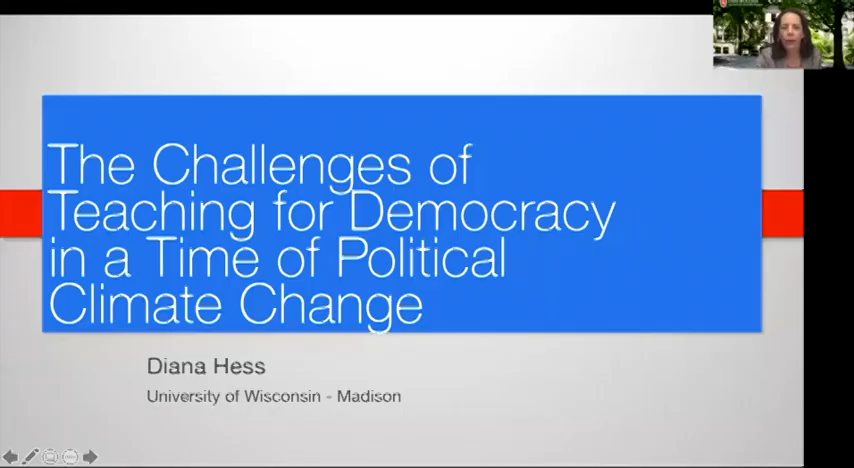 The Challenges of
Teaching for Democracy
in a Time of Political
Climate Change
Diana Hess
University of Wisconsin - Madison